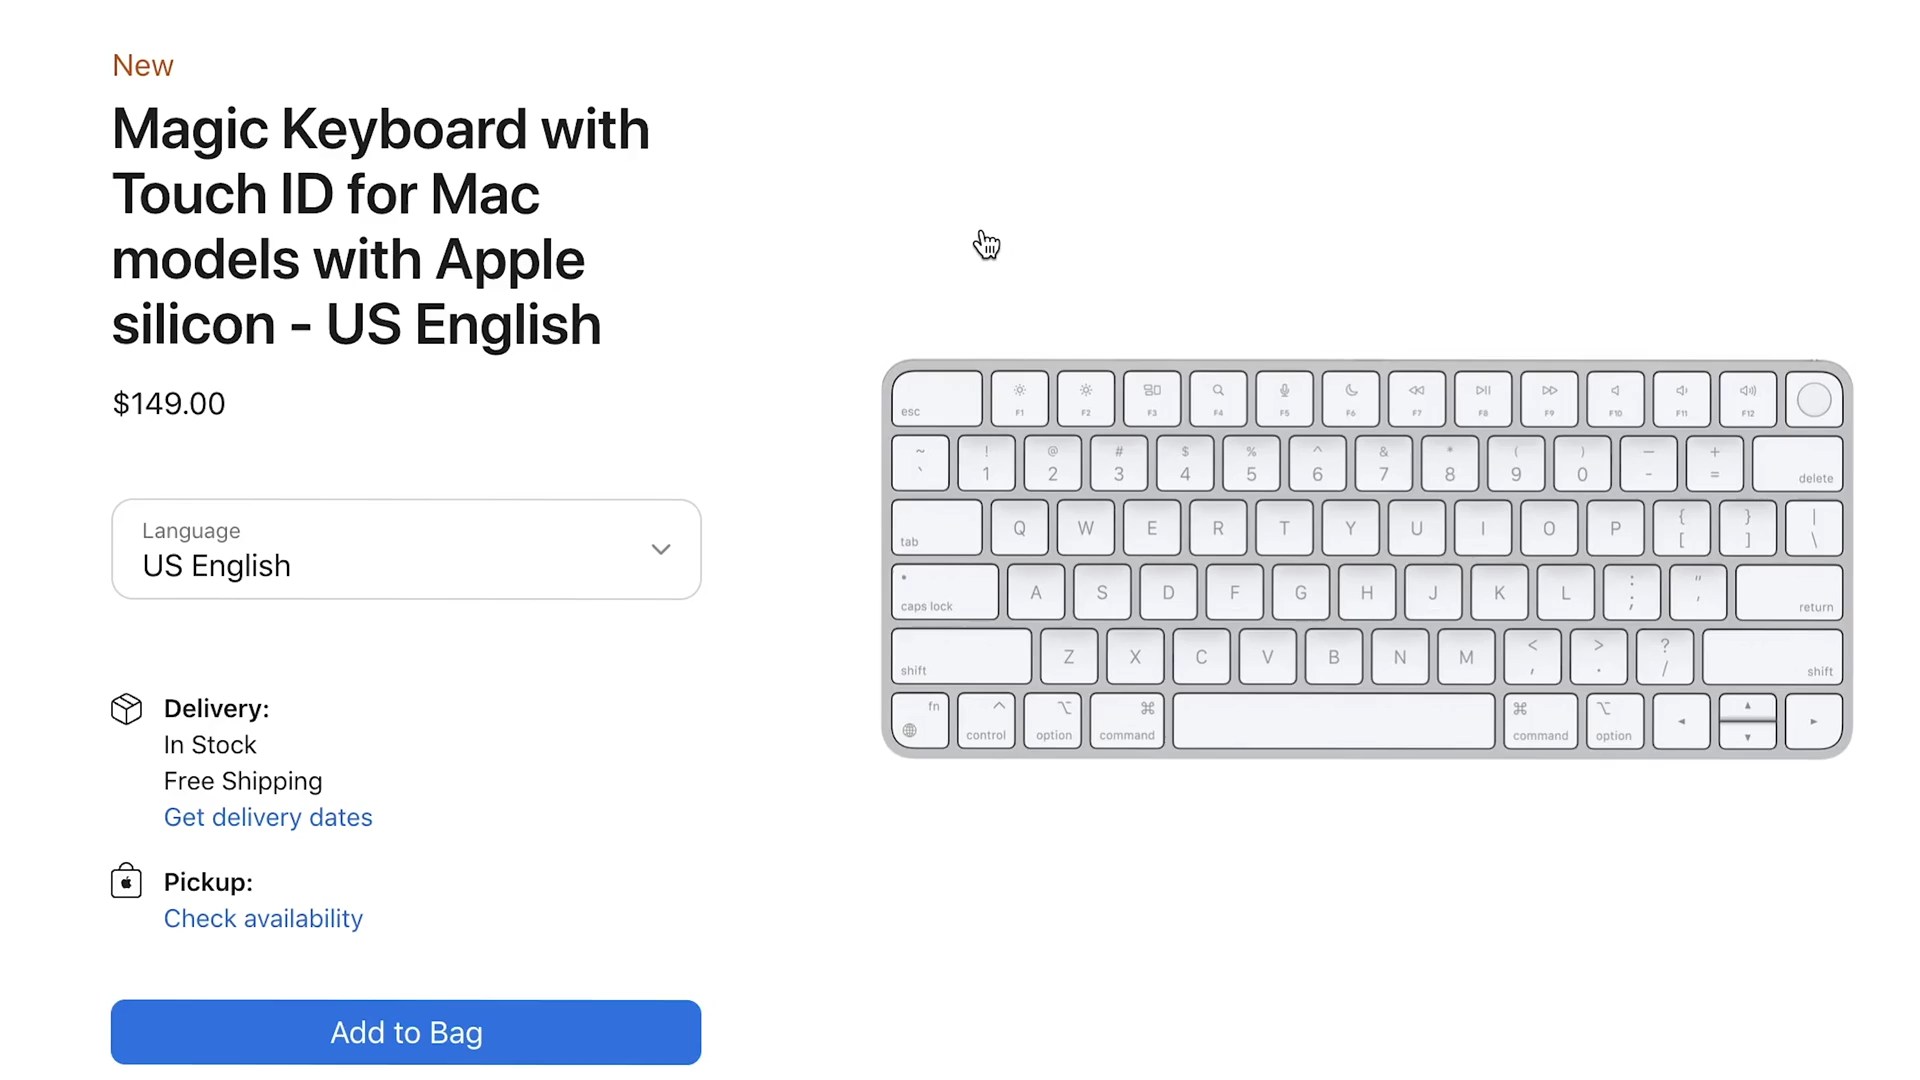 New
Magic Keyboard with
Touch ID for Mac
models with Apple
silicon - US English
$149.00
Language
US English
Delivery:
In Stock
Free Shipping
Get delivery dates
Pickup:
Check availability
Add to Bag
esc F1 F2 F3 F4 F5 F6 F7 F8 F9 F10 F11 F12
~ ! @ # $ % ^ & * ( ) — +
` 1 2 3 4 5 6 7 8 9 0 - = delete
tab Q W E R T Y U I O P { [ } ] | \
caps lock A S D F G H J K L : ; " ' return
shift Z X C V B N M < , > . ? / shift
fn control option command command option